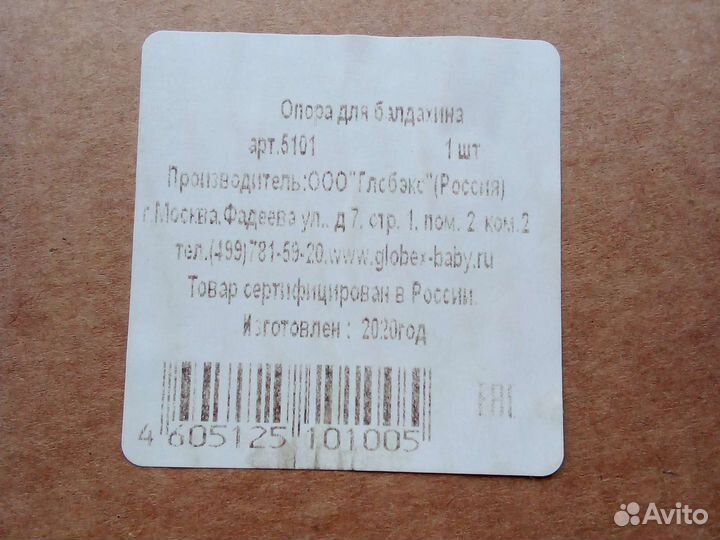 Опора для балдахина
арт.5101 1 шт
Производитель:ООО"Глобэкс"(Россия)
г.Москва.Фадеева ул., д 7, стр. 1, пом. 2, ком.2
тел.(499)781-59-20,www.globex-baby.ru
Товар сертифицирован в России.
Изготовлен : 2020год
EAC
4 605125 101005
Avito